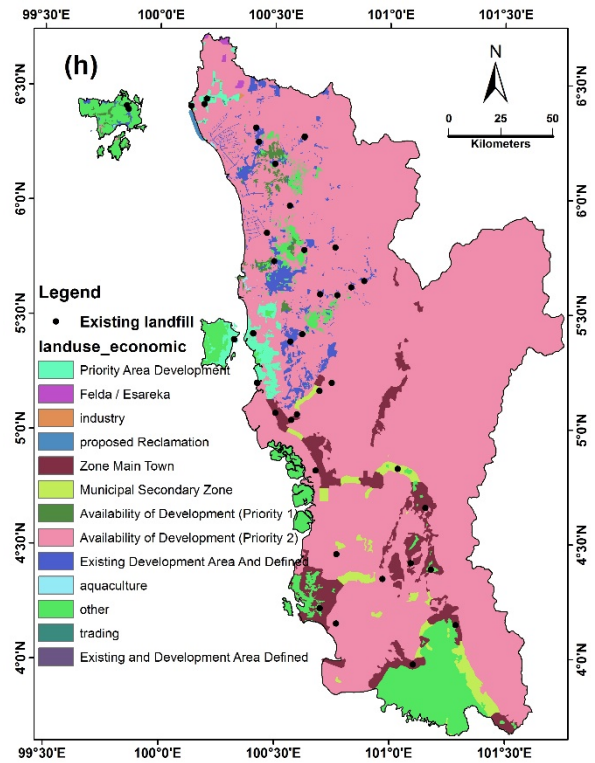 99°30'E 100°0'E 100°30'E 101°0'E 101°'30E
(h)
N
6°30'N 6°30'N
0 25 50
Kilometers
6°0'N 6°0'N
Legend
Existing landfill
5°30'N 5°30'N
landuse_economic
Priority Area Development
Felda / Esareka
industry
proposed Reclamation
5°0'N 5°0'N
Zone Main Town
Municipal Secondary Zone
Availability of Development (Priority 1)
Availability of Development (Priority 2)
4°30'N 4°30'N
Existing Development Area And Defined
aquaculture
other
trading
Existing and Development Area Defined
4°0'N 4°0'N
99°30'E 100°0'E 100°30'E 101°0'E 101°30'E